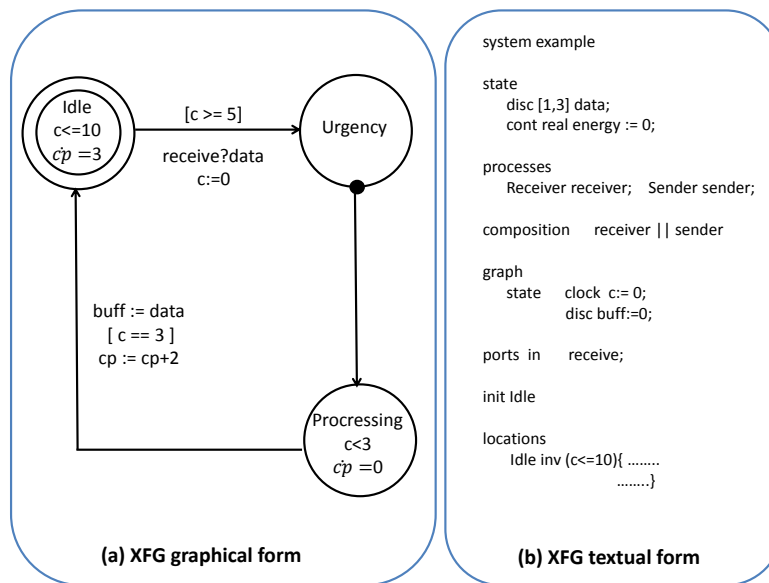 Idle
c<=10
ċp =3
[c >= 5]
receive?data
c:=0
Urgency
buff := data
[ c == 3 ]
cp := cp+2
Procressing
c<3
ċp =0
(a) XFG graphical form
system example
state
disc [1,3] data;
cont real energy := 0;
processes
Receiver receiver; Sender sender;
composition receiver || sender
graph
state clock c:= 0;
disc buff:=0;
ports in receive;
init Idle
locations
Idle inv (c<=10){ ........
........}
(b) XFG textual form